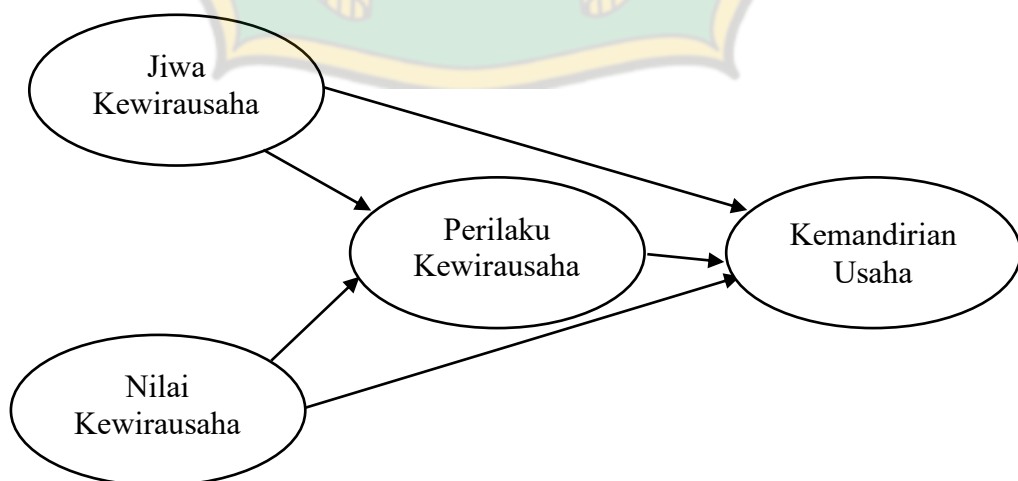 Jiwa
Kewirausaha
Perilaku
Kewirausaha
Kemandirian
Usaha
Nilai
Kewirausaha